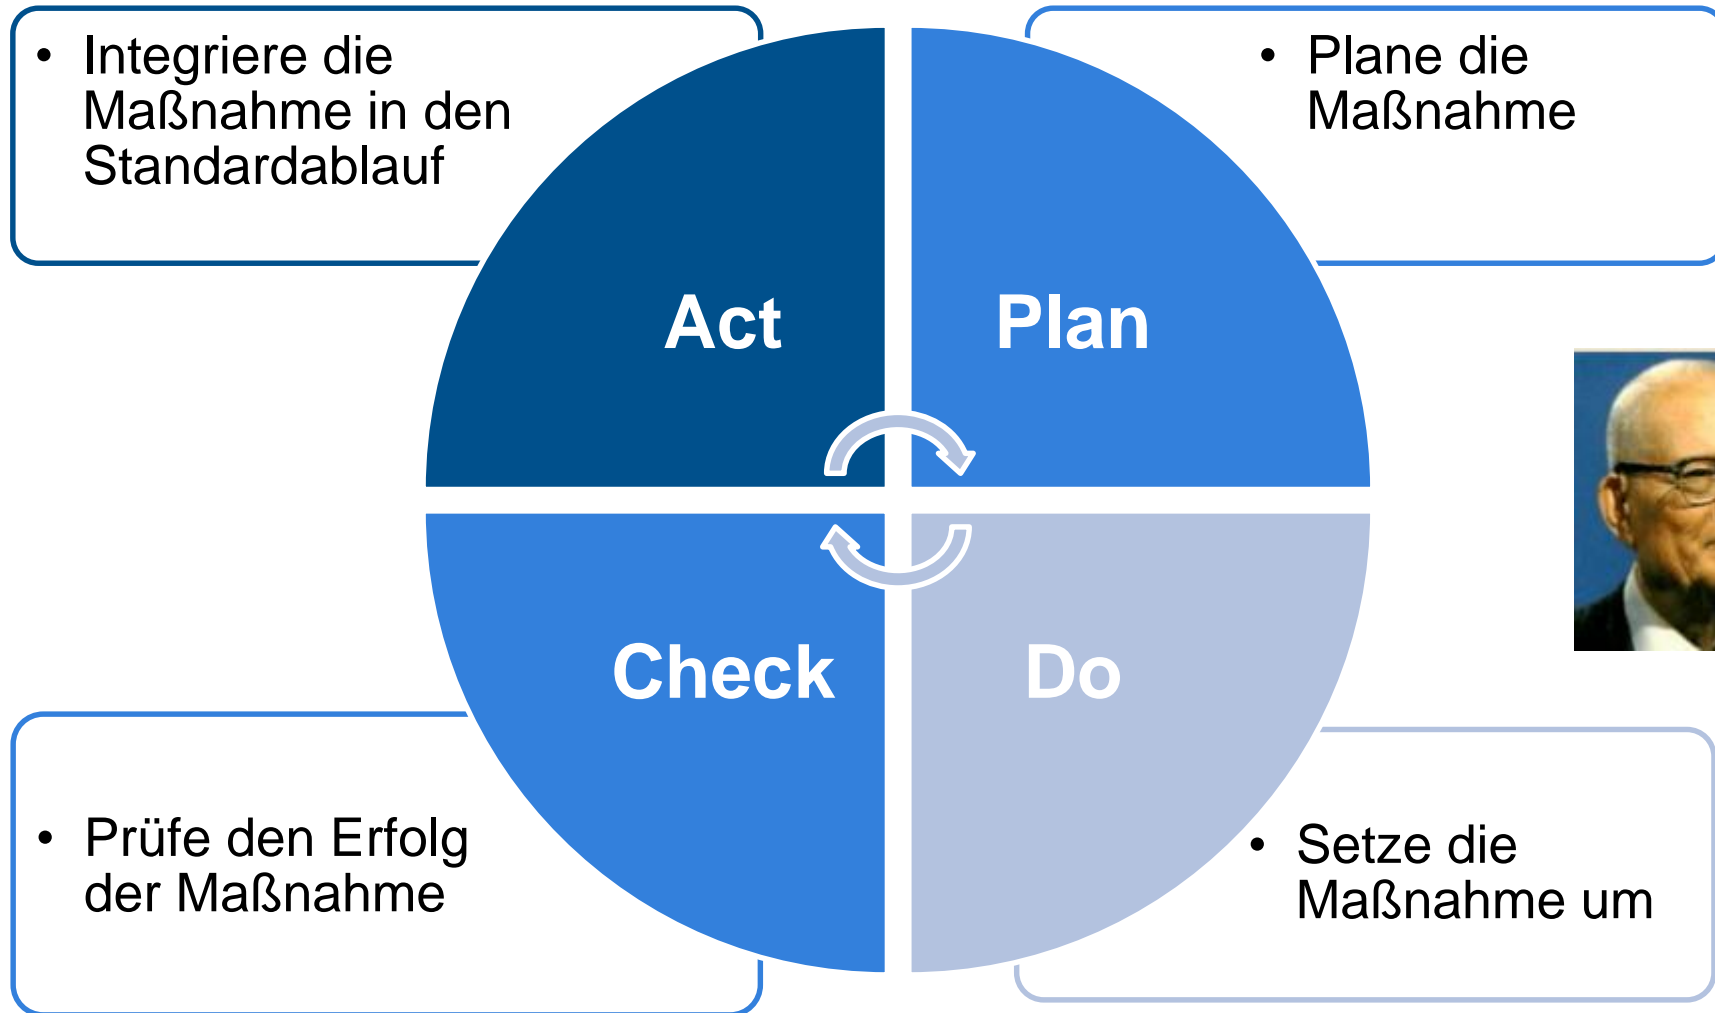 • Integriere die
Maßnahme in den
Standardablauf
• Plane die
Maßnahme
Act
Plan
Check
Do
• Prüfe den Erfolg
der Maßnahme
• Setze die
Maßnahme um